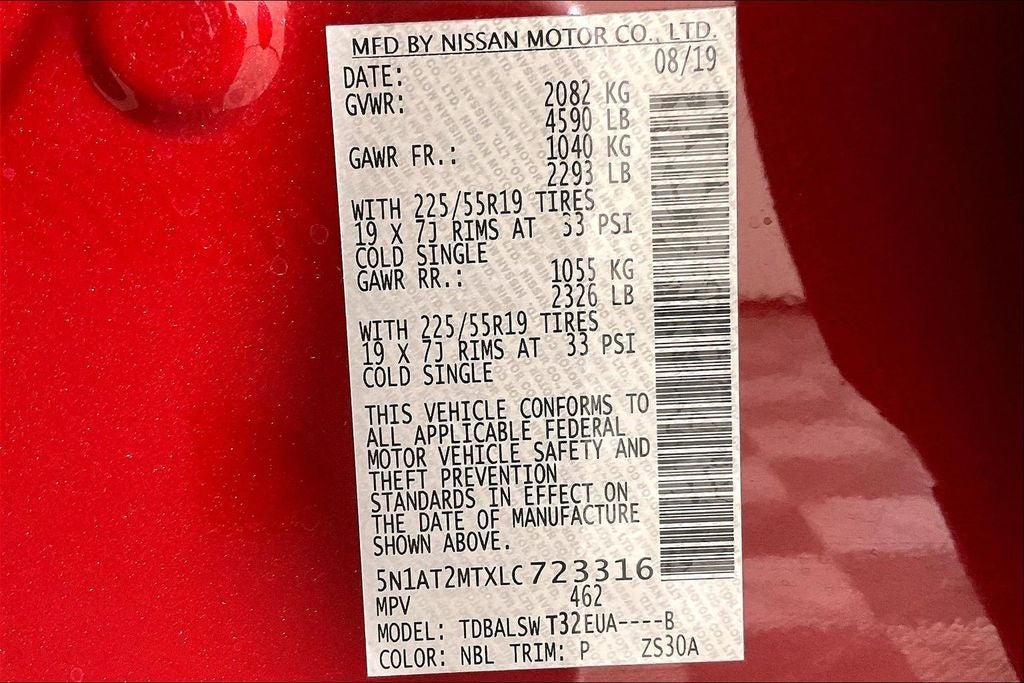 MFD BY NISSAN MOTOR CO., LTD.
DATE: 08/19
GVWR: 2082 KG
4590 LB
GAWR FR.: 1040 KG
2293 LB
WITH 225/55R19 TIRES
19 X 7J RIMS AT 33 PSI
COLD SINGLE
GAWR RR.: 1055 KG
2326 LB
WITH 225/55R19 TIRES
19 X 7J RIMS AT 33 PSI
COLD SINGLE
THIS VEHICLE CONFORMS TO
ALL APPLICABLE FEDERAL
MOTOR VEHICLE SAFETY AND
THEFT PREVENTION
STANDARDS IN EFFECT ON
THE DATE OF MANUFACTURE
SHOWN ABOVE.
5N1AT2MTXLC723316
MPV 462
MODEL: TDBALSW T32EUA----B
COLOR: NBL TRIM: P ZS30A